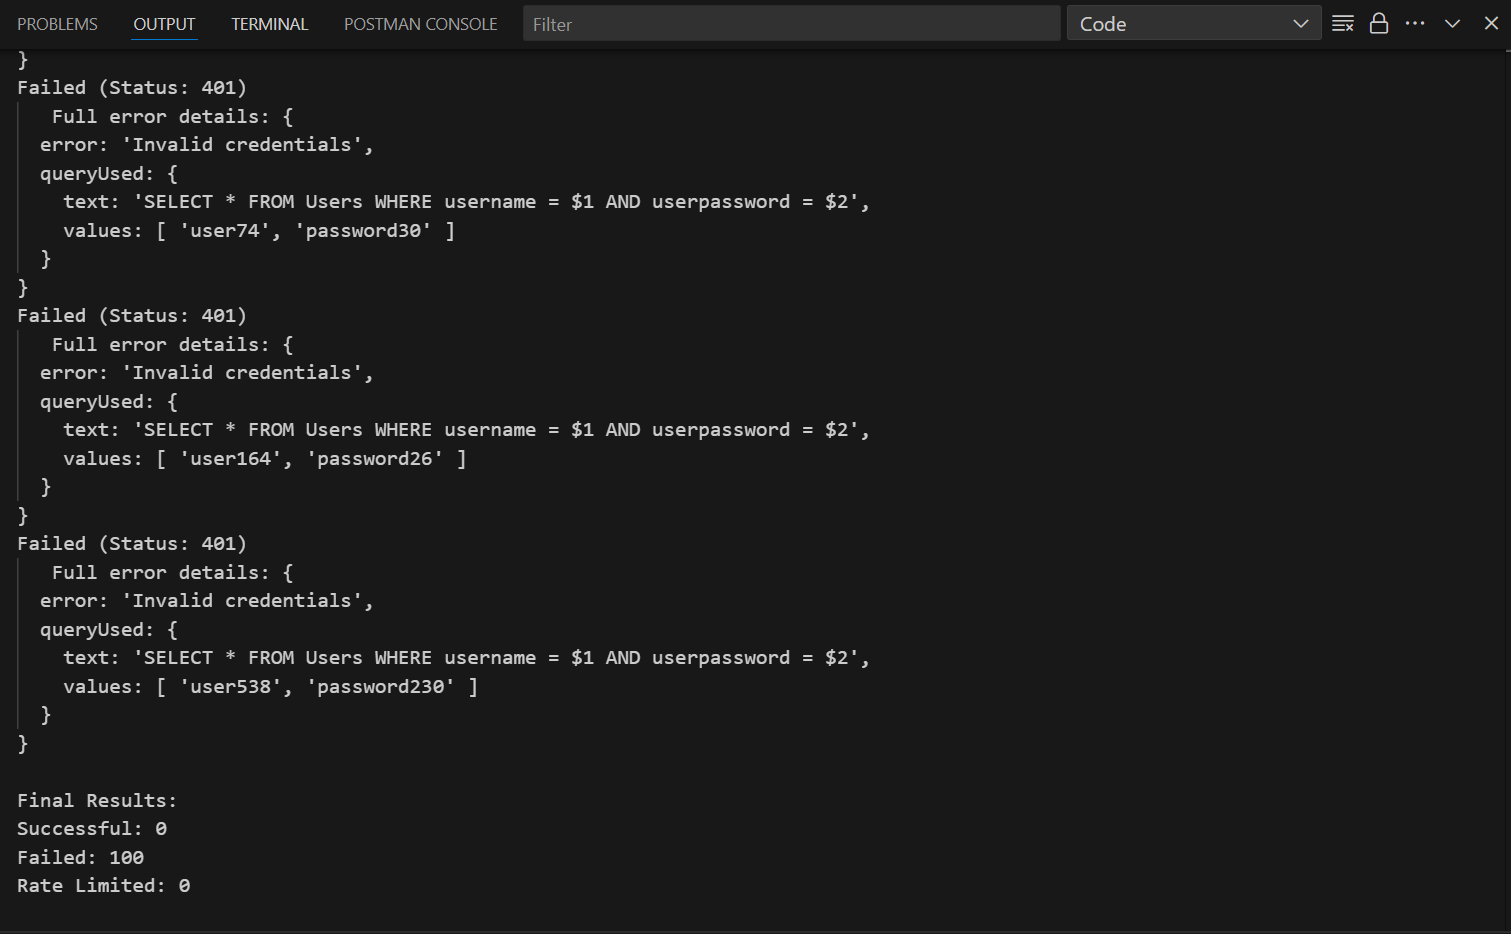 PROBLEMS OUTPUT TERMINAL POSTMAN CONSOLE Filter Code
}
Failed (Status: 401)
   Full error details: {
  error: 'Invalid credentials',
  queryUsed: {
    text: 'SELECT * FROM Users WHERE username = $1 AND userpassword = $2',
    values: [ 'user74', 'password30' ]
  }
}
Failed (Status: 401)
   Full error details: {
  error: 'Invalid credentials',
  queryUsed: {
    text: 'SELECT * FROM Users WHERE username = $1 AND userpassword = $2',
    values: [ 'user164', 'password26' ]
  }
}
Failed (Status: 401)
   Full error details: {
  error: 'Invalid credentials',
  queryUsed: {
    text: 'SELECT * FROM Users WHERE username = $1 AND userpassword = $2',
    values: [ 'user538', 'password230' ]
  }
}
Final Results:
Successful: 0
Failed: 100
Rate Limited: 0